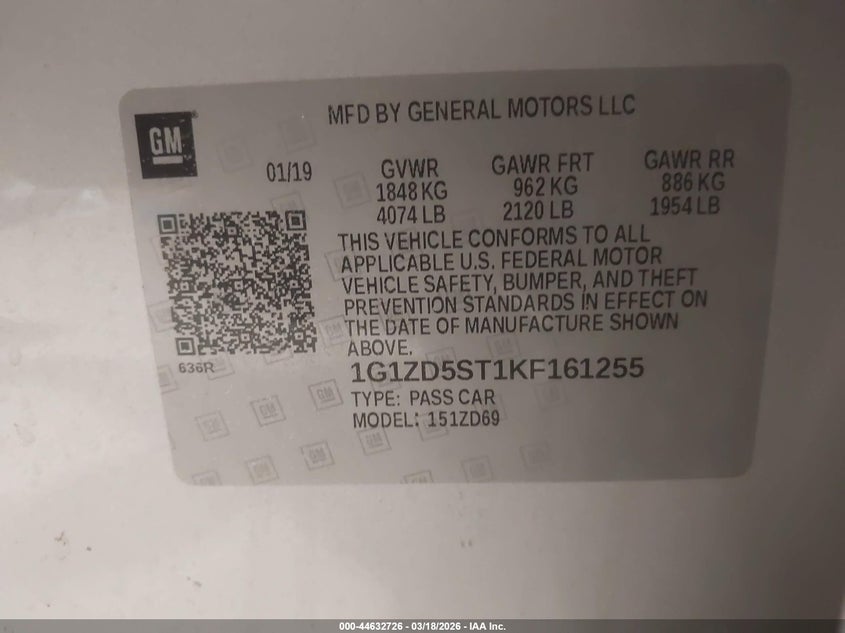 MFD BY GENERAL MOTORS LLC
GM
01/19 GVWR GAWR FRT GAWR RR
1848 KG 962 KG 886 KG
4074 LB 2120 LB 1954 LB
THIS VEHICLE CONFORMS TO ALL
APPLICABLE U.S. FEDERAL MOTOR
VEHICLE SAFETY, BUMPER, AND THEFT
PREVENTION STANDARDS IN EFFECT ON
THE DATE OF MANUFACTURE SHOWN
ABOVE.
636R
1G1ZD5ST1KF161255
TYPE: PASS CAR
MODEL: 151ZD69
000-44632726 - 03/18/2026 - IAA Inc.